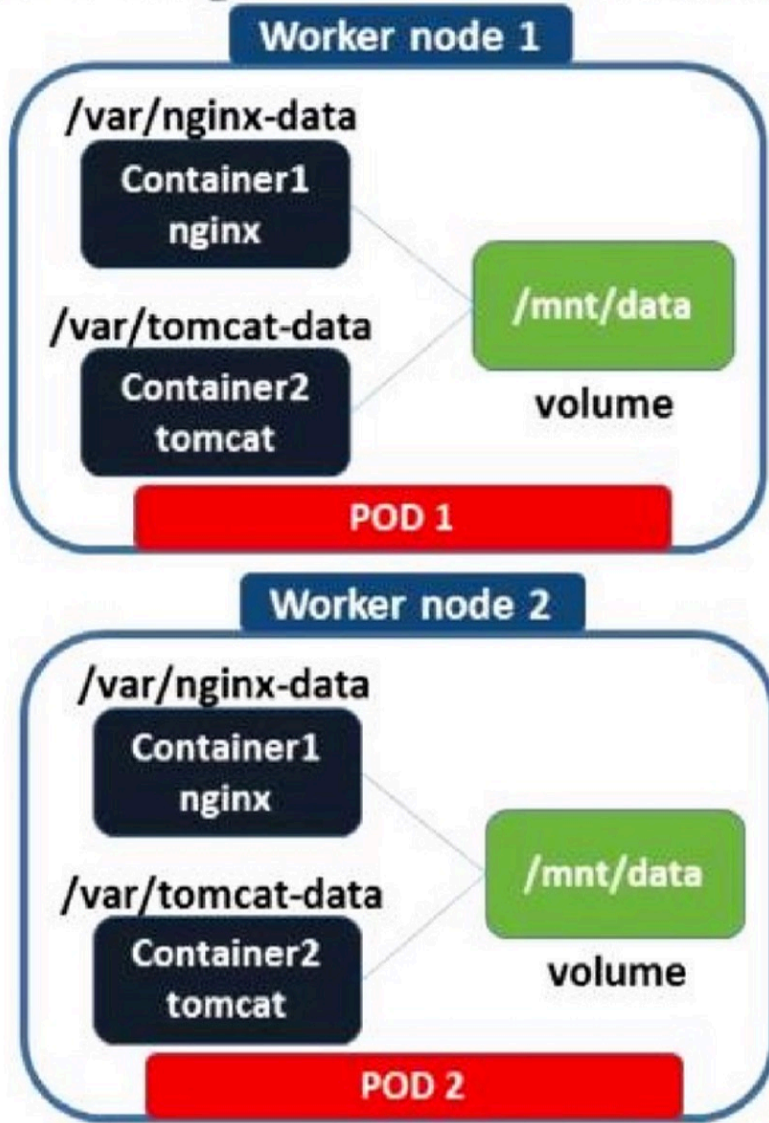 Worker node 1
/var/nginx-data
Container1
nginx
/mnt/data
/var/tomcat-data
Container2
tomcat
volume
POD 1
Worker node 2
/var/nginx-data
Container1
nginx
/mnt/data
/var/tomcat-data
Container2
tomcat
volume
POD 2